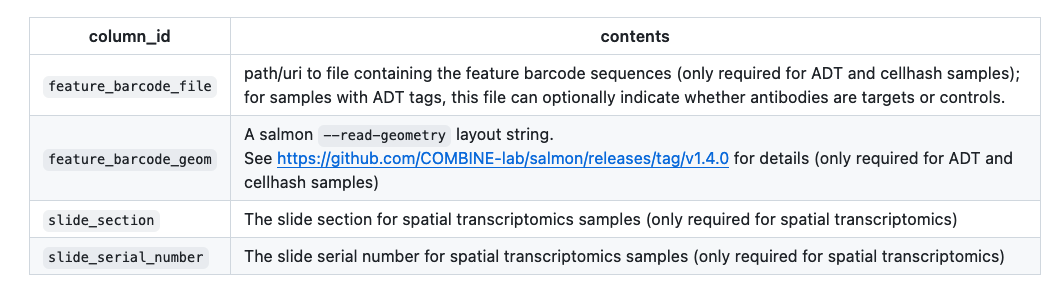 column_id contents
feature_barcode_file
path/uri to file containing the feature barcode sequences (only required for ADT and cellhash samples);
for samples with ADT tags, this file can optionally indicate whether antibodies are targets or controls.
feature_barcode_geom
A salmon --read-geometry layout string.
See https://github.com/COMBINE-lab/salmon/releases/tag/v1.4.0 for details (only required for ADT and
cellhash samples)
slide_section The slide section for spatial transcriptomics samples (only required for spatial transcriptomics)
slide_serial_number The slide serial number for spatial transcriptomics samples (only required for spatial transcriptomics)